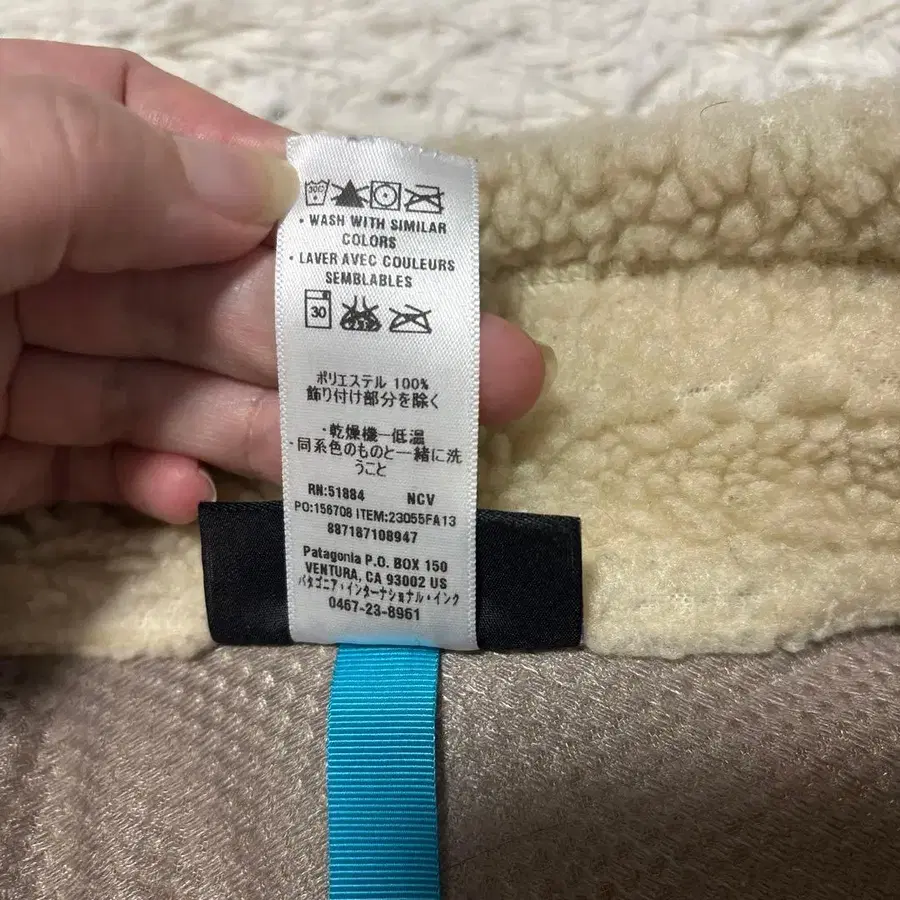 30C
• WASH WITH SIMILAR
COLORS
• LAVER AVEC COULEURS
SEMBLABLES
30
ポリエステル 100%
飾り付け部分を除く
・乾燥機ー低温
・同系色のものと一緒に洗
うこと
RN:51884 NCV
PO:156708 ITEM:23055FA13
887187108947
Patagonia P.O. BOX 150
VENTURA, CA 93002 US
パタゴニア・インターナショナル・インク
0467-23-8961